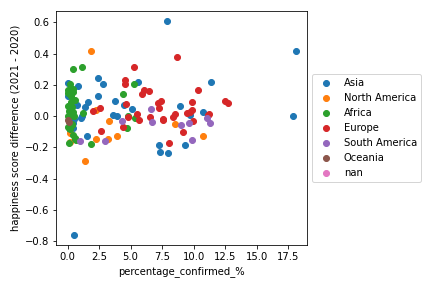 happiness score difference (2021 - 2020)
0.6
0.4
0.2
0.0
−0.2
−0.4
−0.6
−0.8
0.0 2.5 5.0 7.5 10.0 12.5 15.0 17.5
percentage_confirmed_%
Asia
North America
Africa
Europe
South America
Oceania
nan